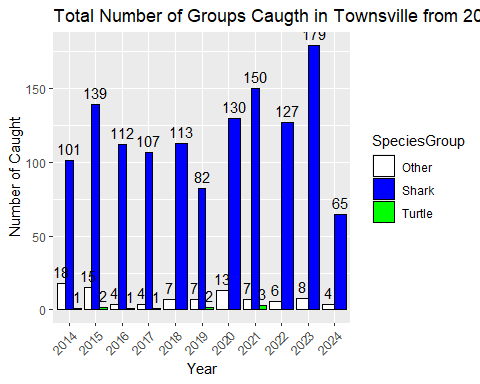 Total Number of Groups Caugth in Townsville from 20
Number of Caught
150
100
50
0
18 101 1
15 139 2
4 112 1
4 107 1
7 113
7 82 2
13 130
7 150 3
6 127
8 179
4 65
2014 2015 2016 2017 2018 2019 2020 2021 2022 2023 2024
Year
SpeciesGroup
Other
Shark
Turtle